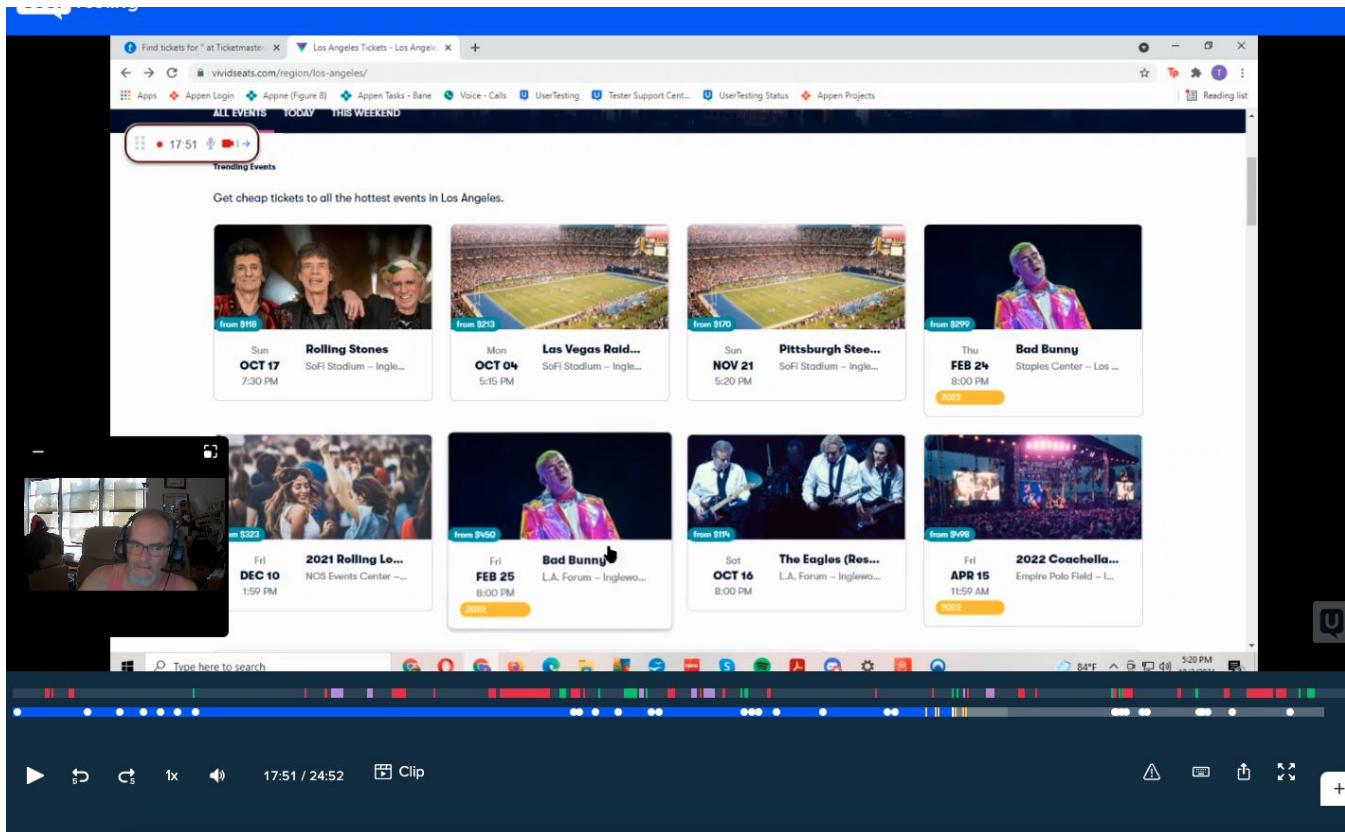 Find tickets for " at Ticketmaster
Los Angeles Tickets - Los Angele
vividseats.com/region/los-angeles/
Tp
T
Apps
Appen Login
Appne (Figure 8)
Appen Tasks - Bane
Voice - Calls
UserTesting
Tester Support Cent...
UserTesting Status
Appen Projects
Reading list
ALL EVENTS TODAY THIS WEEKEND
17:51
Trending Events
Get cheap tickets to all the hottest events in Los Angeles.
from $118
Sun
OCT 17
7:30 PM
Rolling Stones
SoFi Stadium – Ingle...
from $213
Mon
OCT 04
5:15 PM
Las Vegas Raid...
SoFi Stadium – Ingle...
from $170
Sun
NOV 21
5:20 PM
Pittsburgh Stee...
SoFi Stadium – Ingle...
from $299
Thu
FEB 24
8:00 PM
2022
Bad Bunny
Staples Center – Los ...
$323
Fri
DEC 10
1:59 PM
2021 Rolling Lo...
NOS Events Center –...
from $450
Fri
FEB 25
8:00 PM
2022
Bad Bunny
L.A. Forum – Inglewo...
from $114
Sat
OCT 16
8:00 PM
The Eagles (Res...
L.A. Forum – Inglewo...
from $498
Fri
APR 15
11:59 AM
2022
2022 Coachella...
Empire Polo Field – I...
Type here to search
84°F
5:20 PM
5
5
1x
17:51 / 24:52
Clip